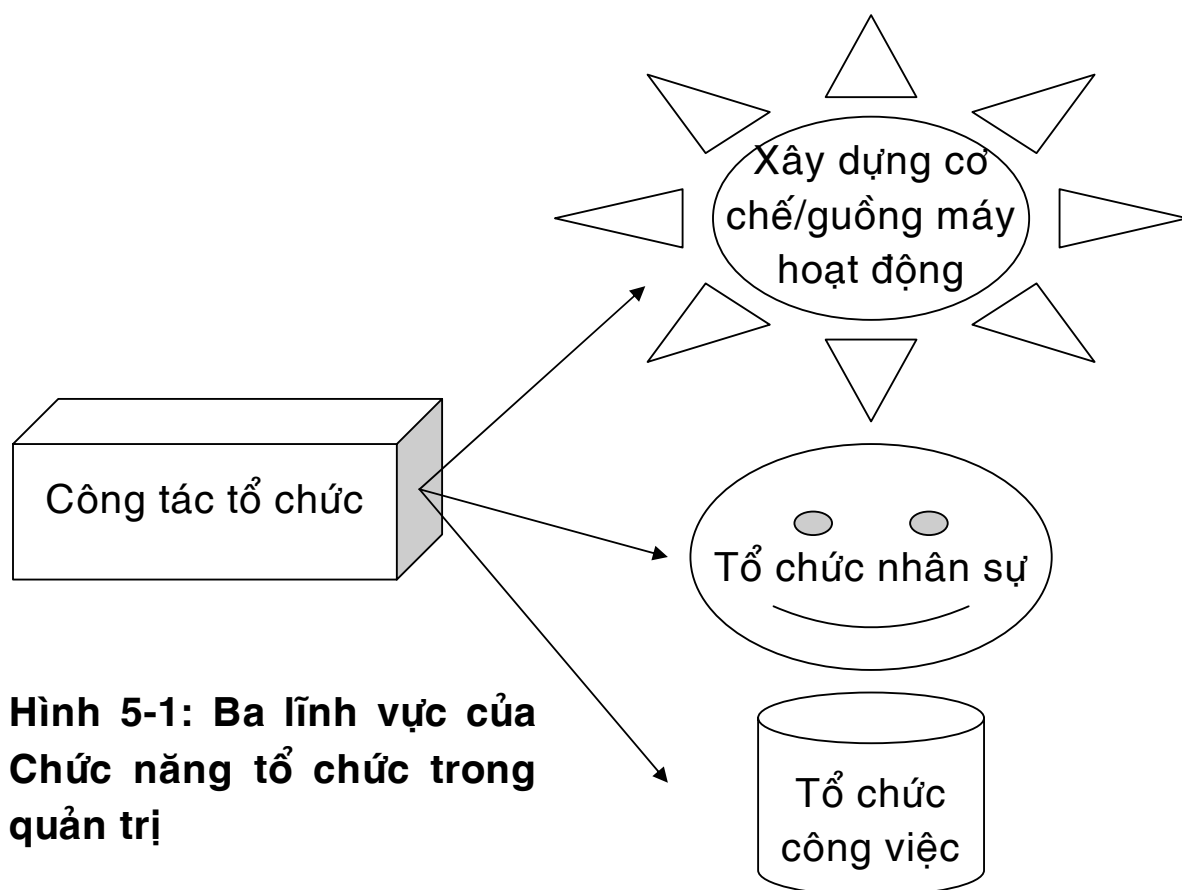 Xây dựng cơ
chế/guồng máy
hoạt động
Công tác tổ chức
Tổ chức nhân sự
Hình 5-1: Ba lĩnh vực của
Chức năng tổ chức trong
quản trị
Tổ chức
công việc